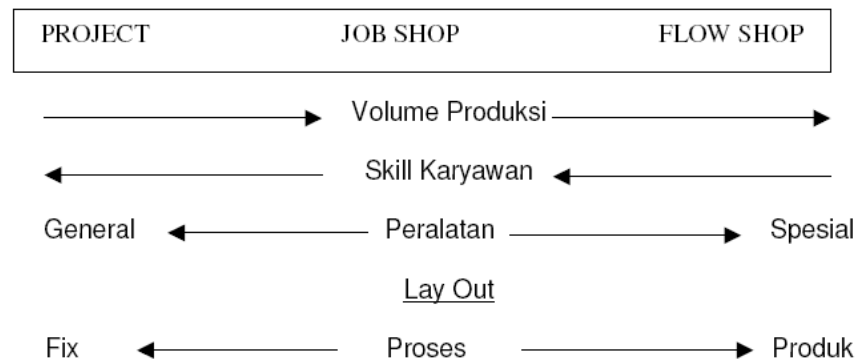 PROJECT JOB SHOP FLOW SHOP
Volume Produksi
Skill Karyawan
General Peralatan Spesial
Lay Out
Fix Proses Produk